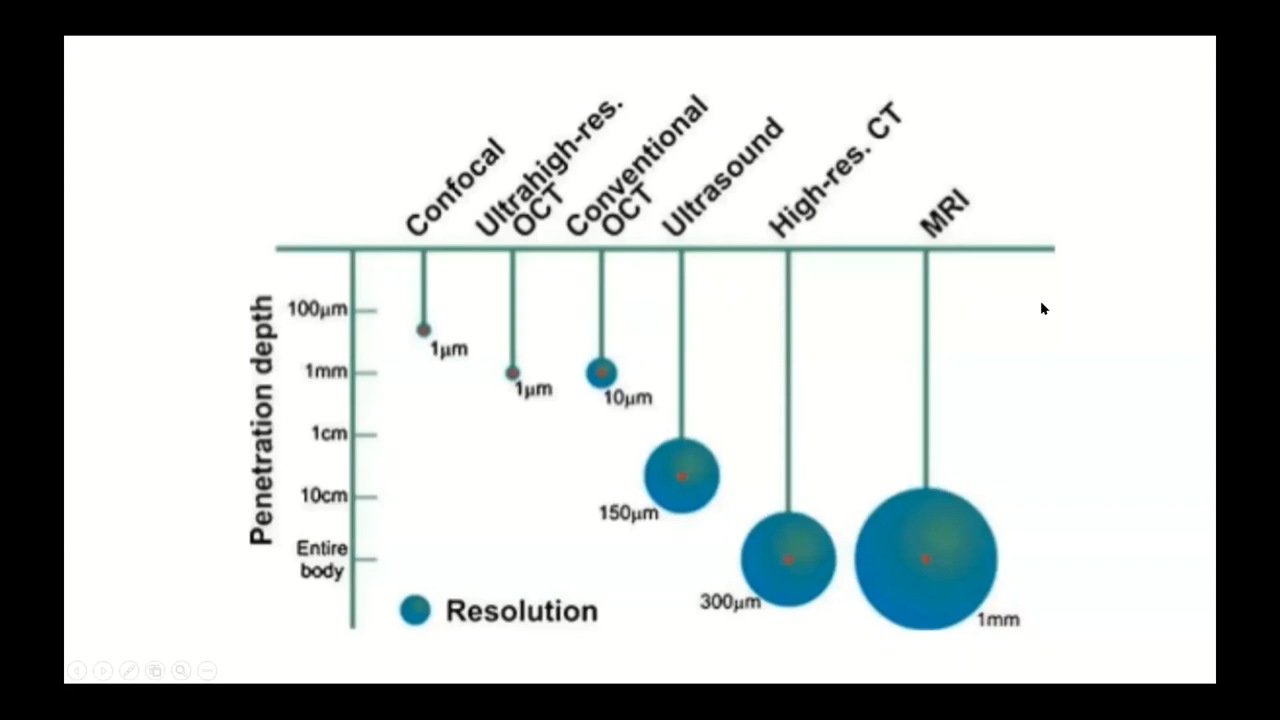 Confocal
Ultrahigh-res.
OCT
Conventional
OCT
Ultrasound
High-res. CT
MRI
Penetration depth
100μm
1mm
1cm
10cm
Entire
body
1μm
1μm
10μm
150μm
300μm
1mm
Resolution